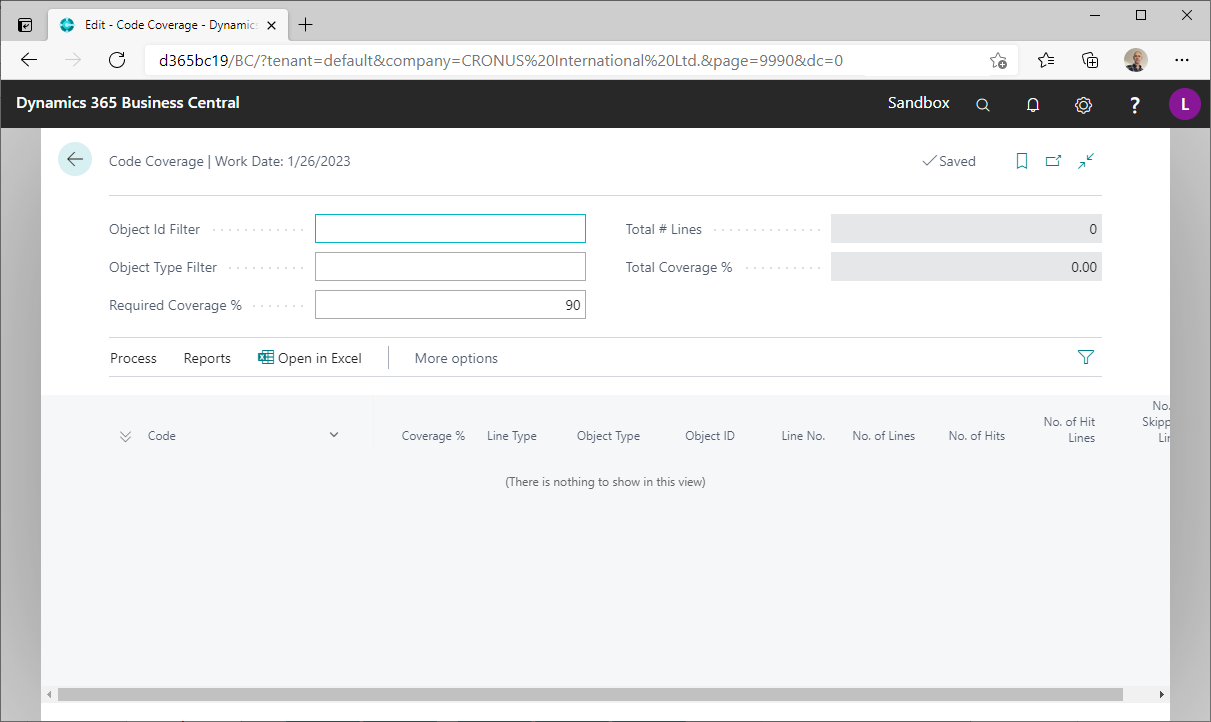 Edit - Code Coverage - Dynamic
d365bc19/BC/?tenant=default&company=CRONUS%20International%20Ltd.&page=9990&dc=0
Dynamics 365 Business Central
Sandbox
?
L
Code Coverage | Work Date: 1/26/2023
Saved
Object Id Filter
Total # Lines
0
Object Type Filter
Total Coverage %
0.00
Required Coverage %
90
Process
Reports
Open in Excel
More options
Code
Coverage %
Line Type
Object Type
Object ID
Line No.
No. of Lines
No. of Hits
No. of Hit
Lines
No.
Skipp
Lin
(There is nothing to show in this view)